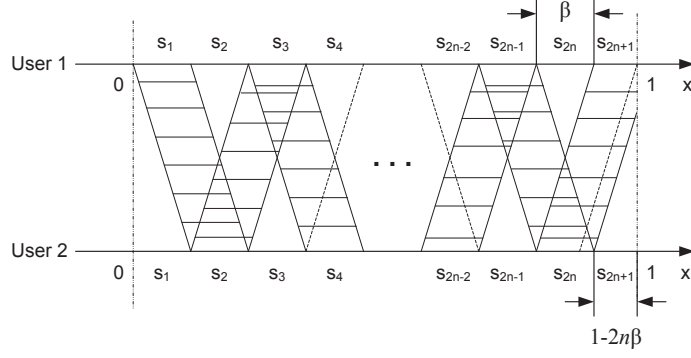 β
s₁ s₂ s₃ s₄ s₂ₙ₋₂ s₂ₙ₋₁ s₂ₙ s₂ₙ₊₁
User 1
0 1 x
. . .
User 2
0 s₁ s₂ s₃ s₄ s₂ₙ₋₂ s₂ₙ₋₁ s₂ₙ s₂ₙ₊₁ 1 x
1-2nβ